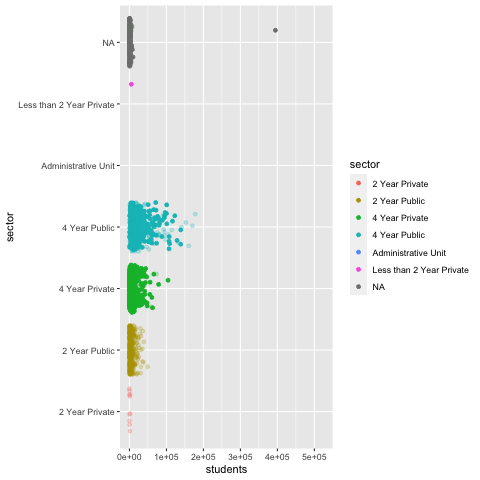 NA
Less than 2 Year Private
Administrative Unit
4 Year Public
4 Year Private
2 Year Public
2 Year Private
sector
0e+00 1e+05 2e+05 3e+05 4e+05 5e+05
students
sector
2 Year Private
2 Year Public
4 Year Private
4 Year Public
Administrative Unit
Less than 2 Year Private
NA